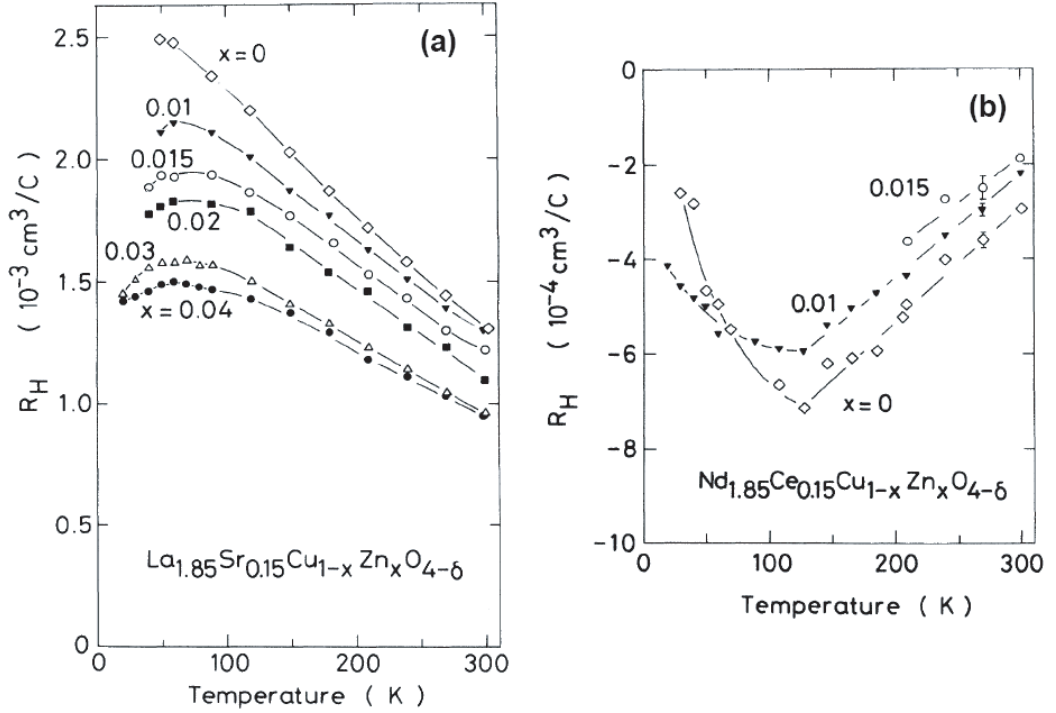 (a)
2.5
2.0
1.5
1.0
0.5
0
R_H ( 10^-3 cm^3/C )
x = 0
0.01
0.015
0.02
0.03
x = 0.04
La1.85Sr0.15Cu1-xZnxO4-δ
0 100 200 300
Temperature ( K )
(b)
0
-2
-4
-6
-8
-10
R_H ( 10^-4 cm^3/C )
0.015
0.01
x = 0
Nd1.85Ce0.15Cu1-xZnxO4-δ
0 100 200 300
Temperature ( K )